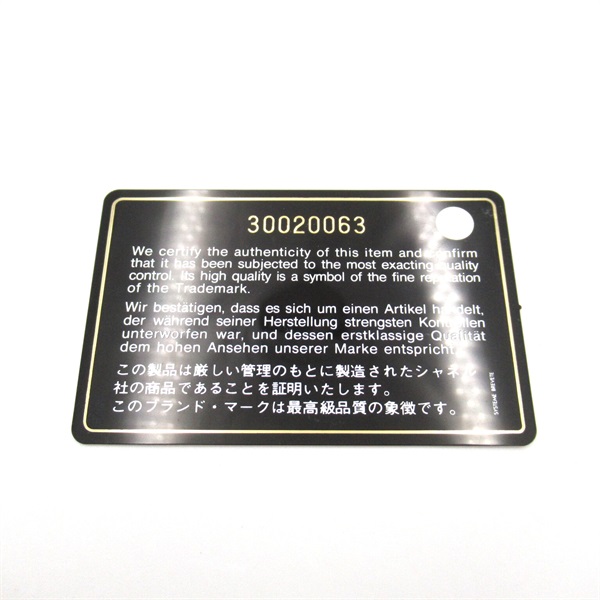 30020063
We certify the authenticity of this item and confirm
that it has been subjected to the most exacting quality
control. Its high quality is a symbol of the fine reputation
of the Trademark.
Wir bestätigen, dass es sich um einen Artikel handelt,
der während seiner Herstellung strengsten Kontrollen
unterworfen war, und dessen erstklassige Qualität
dem hohen Ansehen unserer Marke entspricht.
この製品は厳しい管理のもとに製造されたシャネル
社の商品であることを証明いたします。
このブランド・マークは最高級品質の象徴です。
SYSTEME BREVETE